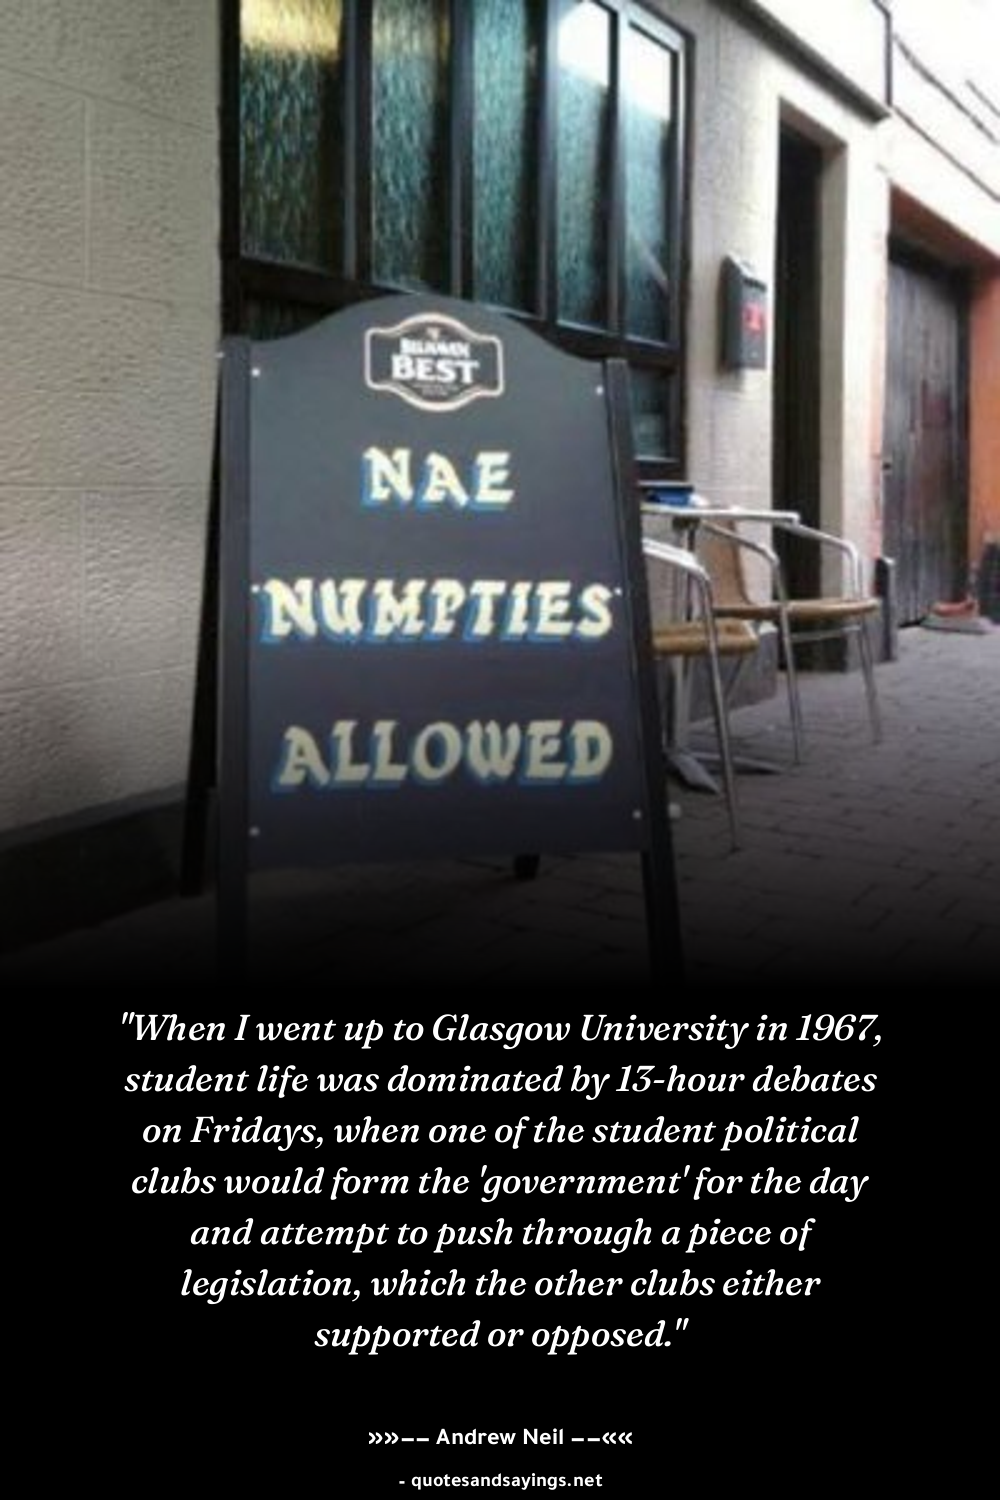 BEST
NAE
NUMPTIES
ALLOWED
"When I went up to Glasgow University in 1967,
student life was dominated by 13-hour debates
on Fridays, when one of the student political
clubs would form the 'government' for the day
and attempt to push through a piece of
legislation, which the other clubs either
supported or opposed."
»»–– Andrew Neil ––««
- quotesandsayings.net